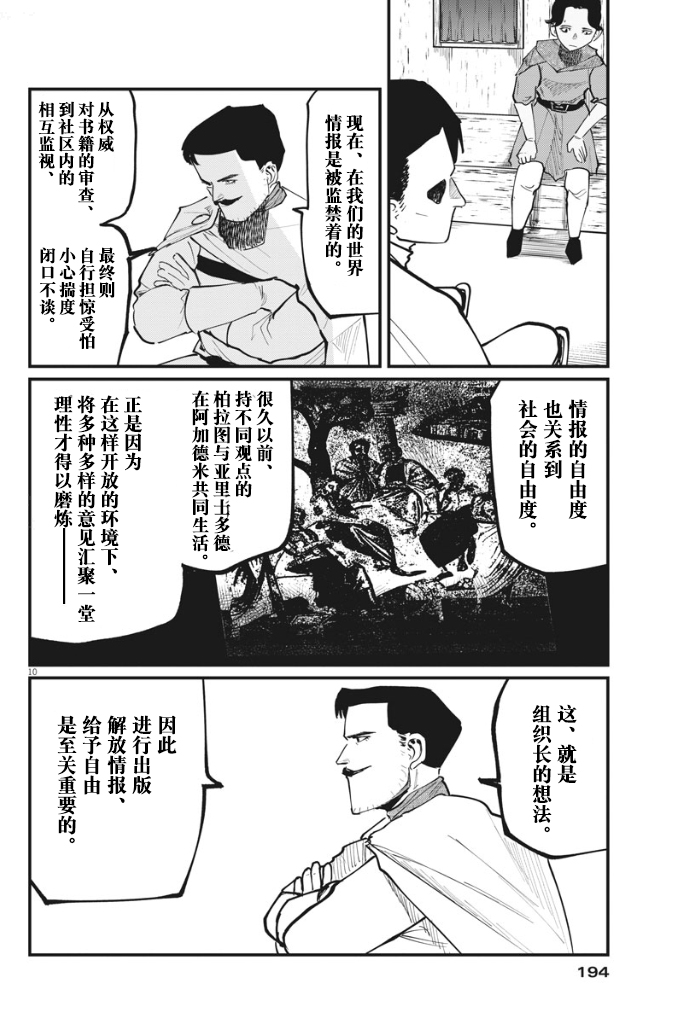 现在、在我们的世界
情报是被监禁着的。
从权威
对书籍的审查、
到社区内的
相互监视、
最终则
自行担惊受怕
小心揣度
闭口不谈。
情报的自由度
也关系到
社会的自由度。
很久以前、
持不同观点的
柏拉图与亚里士多德
在阿加德米共同生活。
正是因为
在这样开放的环境下、
将多种多样的意见汇聚一堂
理性才得以磨炼——
10
这、就是
组织长的想法。
因此
进行出版
解放情报、
给予自由
是至关重要的。
194